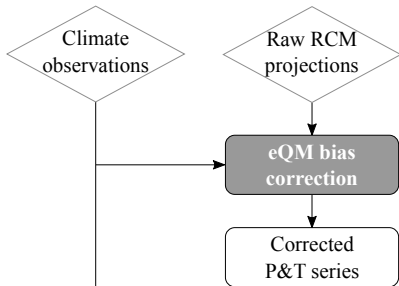 Climate
observations
Raw RCM
projections
eQM bias
correction
Corrected
P&T series